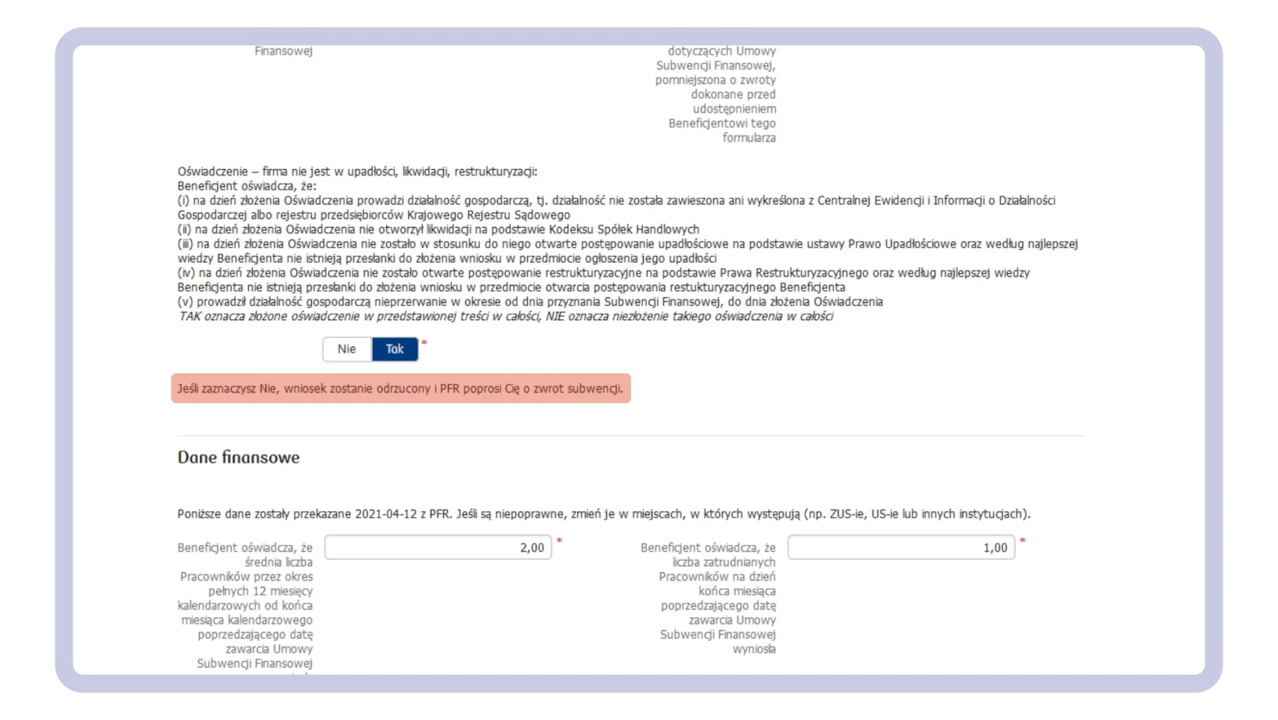 Finansowej
dotyczących Umowy
Subwencji Finansowej,
pomniejszona o zwroty
dokonane przed
udostępnieniem
Beneficjentowi tego
formularza
Oświadczenie – firma nie jest w upadłości, likwidacji, restrukturyzacji:
Beneficjent oświadcza, że:
(i) na dzień złożenia Oświadczenia prowadzi działalność gospodarczą, tj. działalność nie została zawieszona ani wykreślona z Centralnej Ewidencji i Informacji o Działalności
Gospodarczej albo rejestru przedsiębiorców Krajowego Rejestru Sądowego
(ii) na dzień złożenia Oświadczenia nie otworzył likwidacji na podstawie Kodeksu Spółek Handlowych
(iii) na dzień złożenia Oświadczenia nie zostało w stosunku do niego otwarte postępowanie upadłościowe na podstawie ustawy Prawo Upadłościowe oraz według najlepszej
wiedzy Beneficjenta nie istnieją przesłanki do złożenia wniosku w przedmiocie ogłoszenia jego upadłości
(iv) na dzień złożenia Oświadczenia nie zostało otwarte postępowanie restrukturyzacyjne na podstawie Prawa Restrukturyzacyjnego oraz według najlepszej wiedzy
Beneficjenta nie istnieją przesłanki do złożenia wniosku w przedmiocie otwarcia postępowania restukturyzacyjnego Beneficjenta
(v) prowadził działalność gospodarczą nieprzerwanie w okresie od dnia przyznania Subwencji Finansowej, do dnia złożenia Oświadczenia
TAK oznacza złożone oświadczenie w przedstawionej treści w całości, NIE oznacza niezłożenie takiego oświadczenia w całości
Nie Tak *
Jeśli zaznaczysz Nie, wniosek zostanie odrzucony i PFR poprosi Cię o zwrot subwencji.
Dane finansowe
Poniższe dane zostały przekazane 2021-04-12 z PFR. Jeśli są niepoprawne, zmień je w miejscach, w których występują (np. ZUS-ie, US-ie lub innych instytucjach).
Beneficjent oświadcza, że
średnia liczba
Pracowników przez okres
pełnych 12 miesięcy
kalendarzowych od końca
miesiąca kalendarzowego
poprzedzającego datę
zawarcia Umowy
Subwencji Finansowej
2,00 *
Beneficjent oświadcza, że
liczba zatrudnianych
Pracowników na dzień
końca miesiąca
poprzedzającego datę
zawarcia Umowy
Subwencji Finansowej
wyniosła
1,00 *